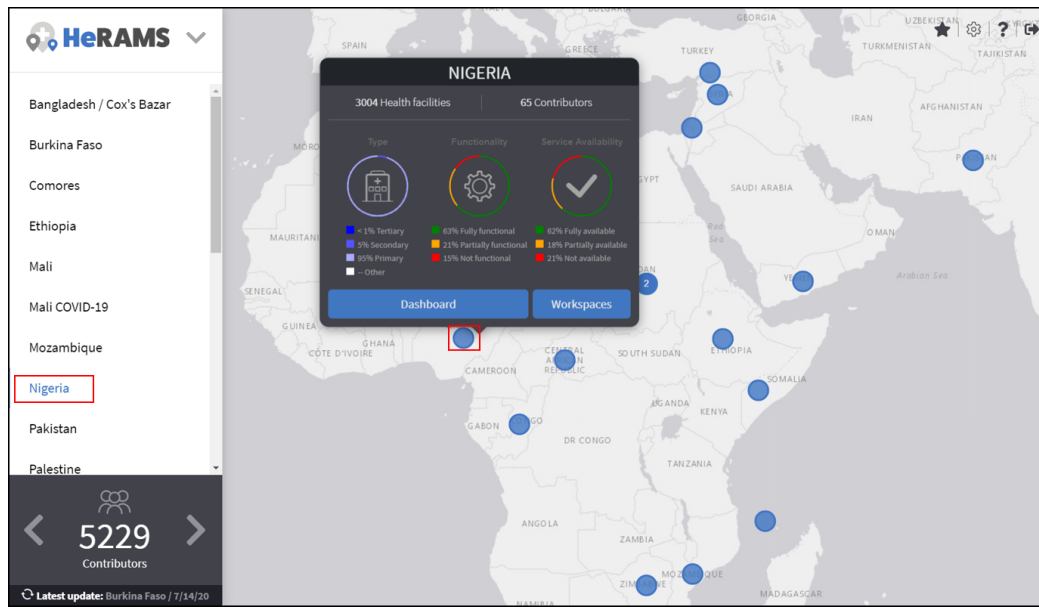 HeRAMS
Bangladesh / Cox's Bazar
Burkina Faso
Comores
Ethiopia
Mali
Mali COVID-19
Mozambique
Nigeria
Pakistan
Palestine
5229
Contributors
Latest update: Burkina Faso / 7/14/20
NIGERIA
3004 Health facilities
65 Contributors
Type
Functionality
Service Availability
< 1% Tertiary
5% Secondary
95% Primary
-- Other
63% Fully functional
21% Partially functional
15% Not functional
62% Fully available
18% Partially available
21% Not available
Dashboard
Workspaces
GEORGIA
SPAIN
GREECE
TURKEY
TURKMENISTAN
TAJIKISTAN
IRAN
AFGHANISTAN
SAUDI ARABIA
OMAN
Red
Sea
Arabian Sea
MAURITANI
SENEGAL
GUINEA
GHANA
CÔTE D'IVOIRE
CAMEROON
SOUTH SUDAN
ETHIOPIA
SOMALIA
UGANDA
KENYA
GABON
DR CONGO
TANZANIA
ANGOLA
ZAMBIA
MADAGASCAR
2